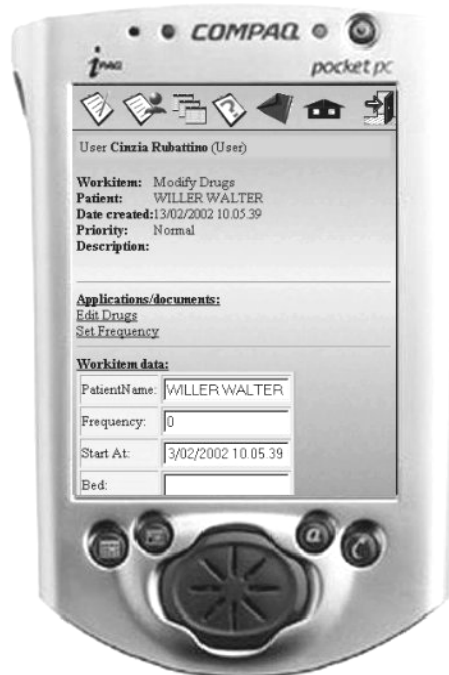 COMPAQ
iPAQ
pocket pc
User Cinzia Rubattino (User)
Workitem: Modify Drugs
Patient: WILLER WALTER
Date created:13/02/2002 10.05.39
Priority: Normal
Description:
Applications/documents:
Edit Drugs
Set Frequency
Workitem data:
PatientName: WILLER WALTER
Frequency: 0
Start At: 3/02/2002 10.05.39
Bed: